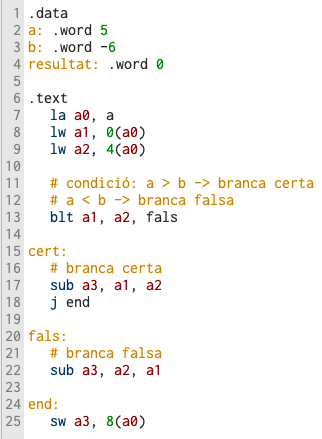 1 .data
2 a: .word 5
3 b: .word -6
4 resultat: .word 0
5
6 .text
7 la a0, a
8 lw a1, 0(a0)
9 lw a2, 4(a0)
10
11 # condició: a > b -> branca certa
12 # a < b -> branca falsa
13 blt a1, a2, fals
14
15 cert:
16 # branca certa
17 sub a3, a1, a2
18 j end
19
20 fals:
21 # branca falsa
22 sub a3, a2, a1
23
24 end:
25 sw a3, 8(a0)